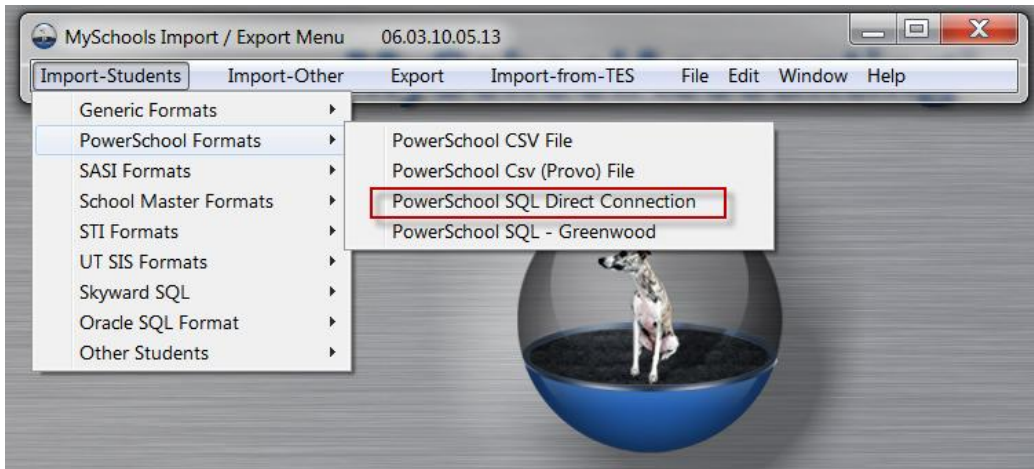 MySchools Import / Export Menu 06.03.10.05.13
Import-Students Import-Other Export Import-from-TES File Edit Window Help
Generic Formats
PowerSchool Formats
SASI Formats
School Master Formats
STI Formats
UT SIS Formats
Skyward SQL
Oracle SQL Format
Other Students
PowerSchool CSV File
PowerSchool Csv (Provo) File
PowerSchool SQL Direct Connection
PowerSchool SQL - Greenwood